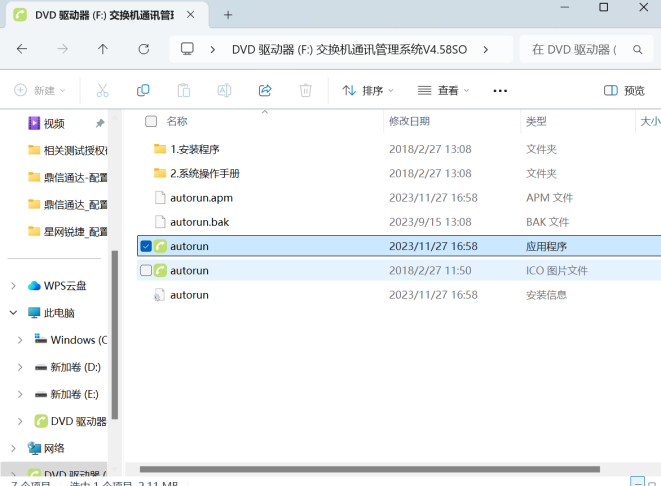 DVD 驱动器 (F:) 交换机通讯管理
DVD 驱动器 (F:) 交换机通讯管理系统V4.58SO
在 DVD 驱动器 (
新建
排序
查看
预览
名称 修改日期 类型 大小
视频
相关测试授权
鼎信通达-配置
鼎信通达_配置
星网锐捷_配置
WPS云盘
此电脑
Windows (C
新加卷 (D:)
新加卷 (E:)
DVD 驱动器
网络
DVD 驱动器 (
1.安装程序 2018/2/27 13:08 文件夹
2.系统操作手册 2018/2/27 13:08 文件夹
autorun.apm 2023/11/27 16:58 APM 文件
autorun.bak 2023/9/15 13:08 BAK 文件
autorun 2023/11/27 16:58 应用程序
autorun 2018/2/27 11:50 ICO 图片文件
autorun 2023/11/27 16:58 安装信息
7 个项目 选中 1 个项目 2.11 MB